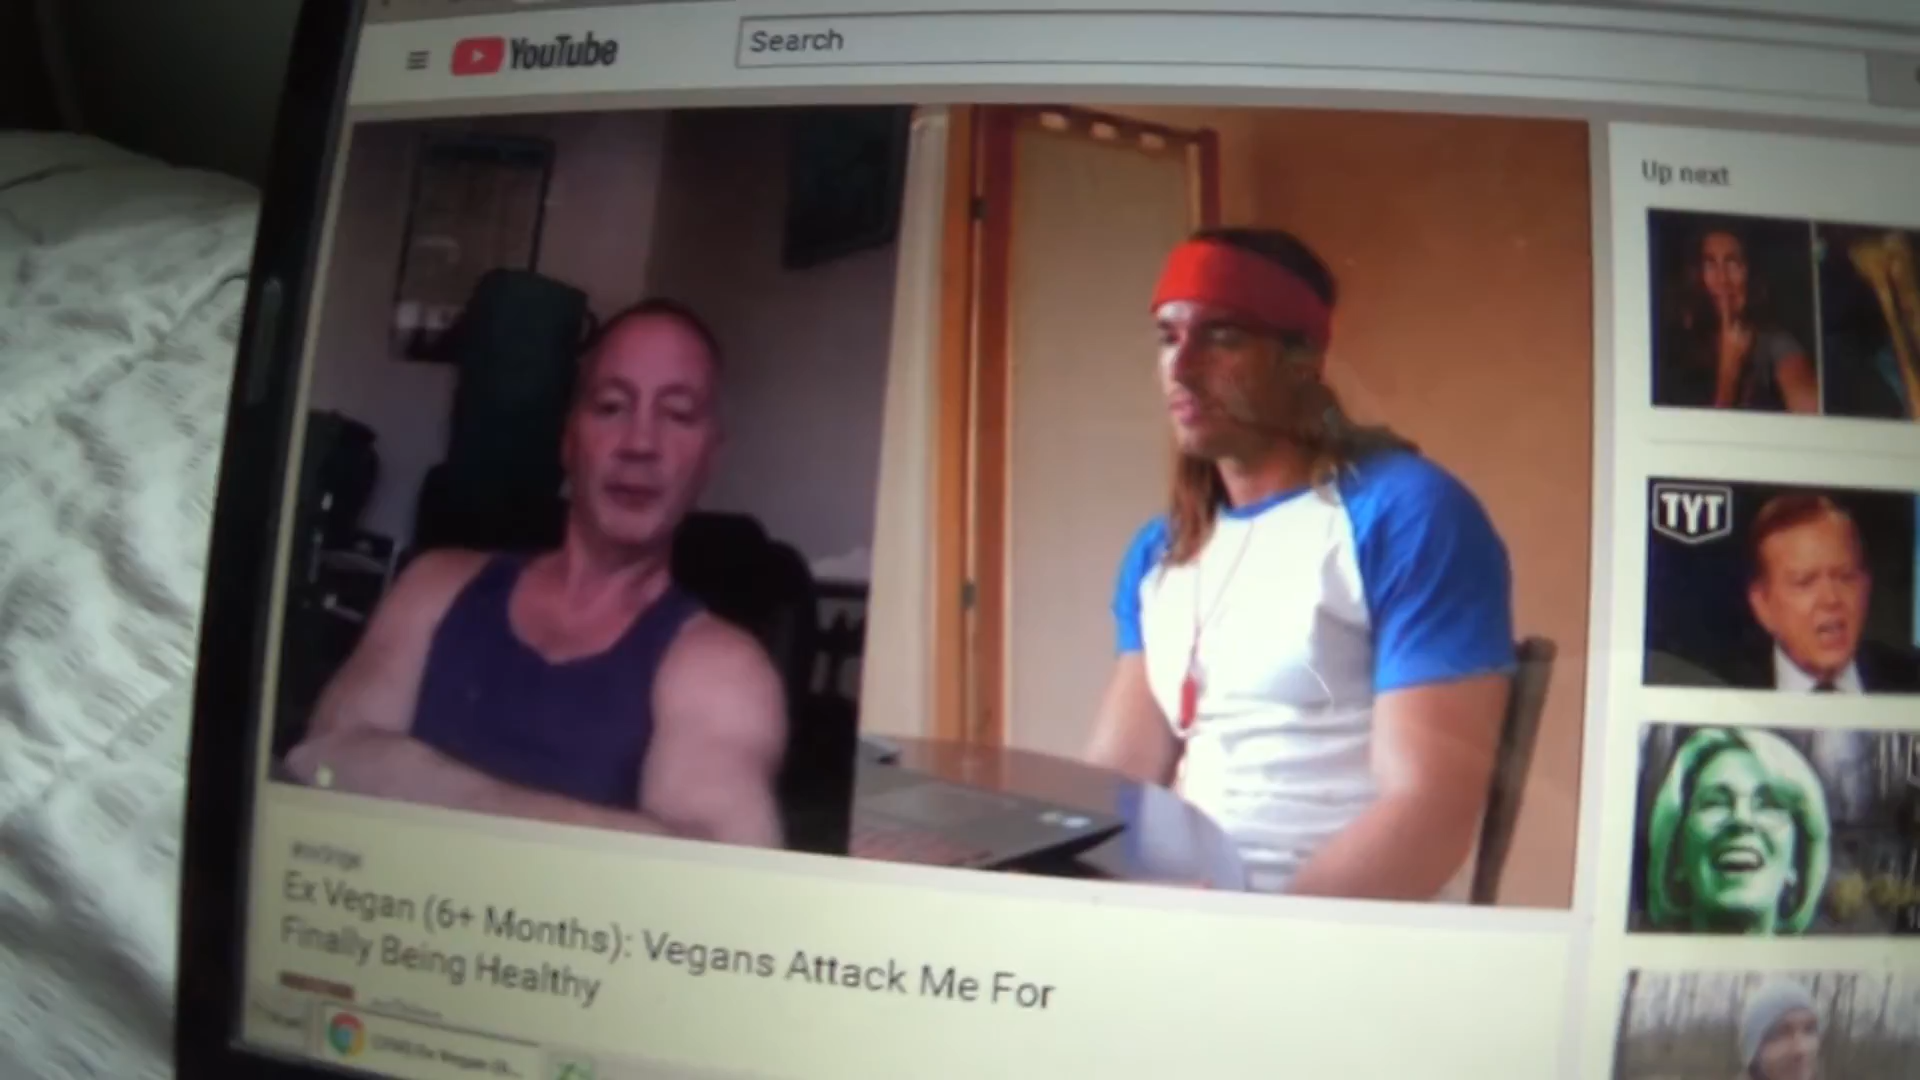 YouTube
Search
Up next
TYT
Ex Vegan (6+ Months): Vegans Attack Me For
Finally Being Healthy